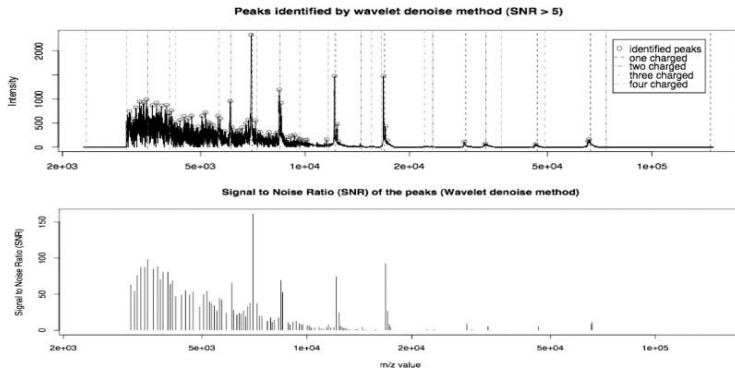 Peaks identified by wavelet denoise method (SNR > 5)
Intensity
2000
1000
500
0
identified peaks
one charged
two charged
three charged
four charged
2e+03 5e+03 1e+04 2e+04 5e+04 1e+05
Signal to Noise Ratio (SNR) of the peaks (Wavelet denoise method)
Signal to Noise Ratio (SNR)
150
100
50
0
2e+03 5e+03 1e+04 2e+04 5e+04 1e+05
m/z value